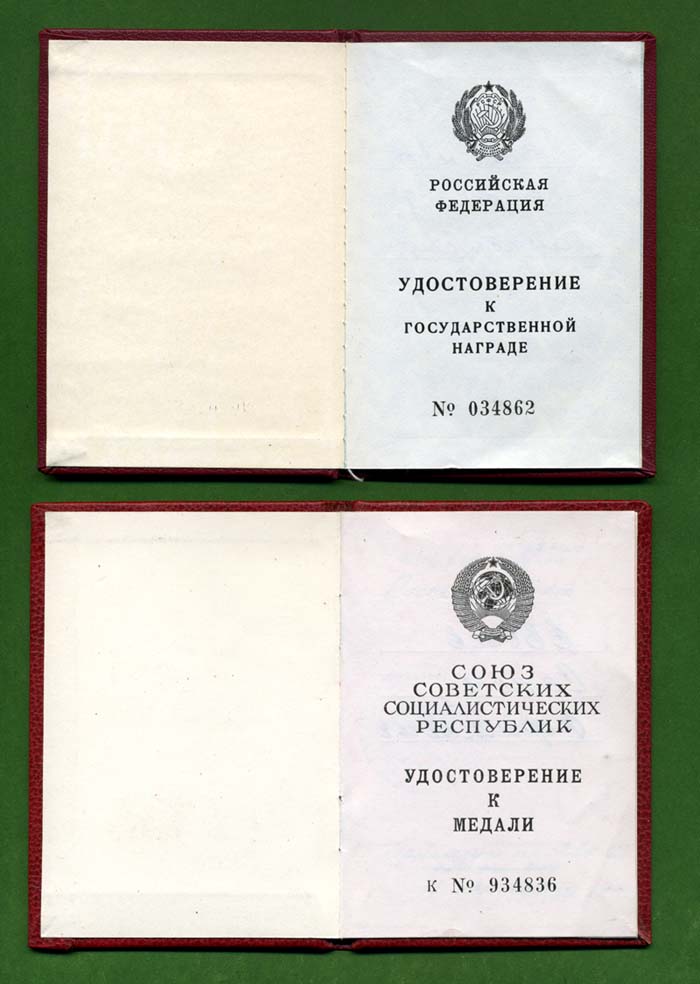 РОССИЙСКАЯ
ФЕДЕРАЦИЯ
УДОСТОВЕРЕНИЕ
К
ГОСУДАРСТВЕННОЙ
НАГРАДЕ
№ 034862
СОЮЗ
СОВЕТСКИХ
СОЦИАЛИСТИЧЕСКИХ
РЕСПУБЛИК
УДОСТОВЕРЕНИЕ
К
МЕДАЛИ
К № 934836